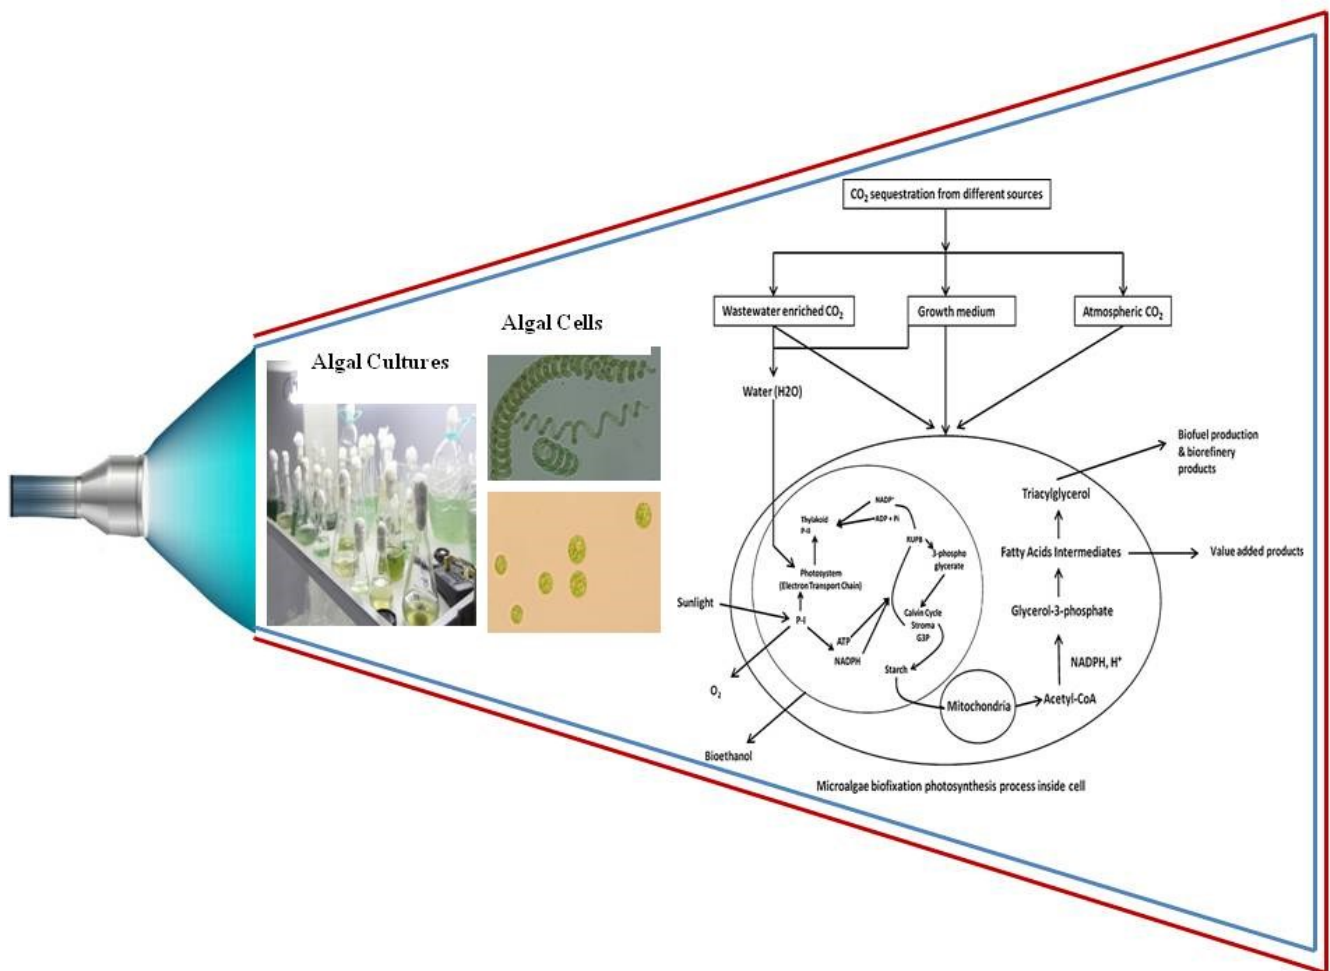 CO₂ sequestration from different sources
Wastewater enriched CO₂
Growth medium
Atmospheric CO₂
Algal Cells
Algal Cultures
Water (H2O)
Biofuel production
& biorefinery
products
Triacylglycerol
NADP⁺
Thylakoid
P-II
ADP + Pi
RUPB
3-phospho
glycerate
Fatty Acids Intermediates
Value added products
Photosystem
(Electron Transport Chain)
Sunlight
P-I
Calvin Cycle
Stroma
G3P
Glycerol-3-phosphate
ATP
NADPH
Starch
NADPH, H⁺
O₂
Mitochondria
Acetyl-CoA
Bioethanol
Microalgae biofixation photosynthesis process inside cell